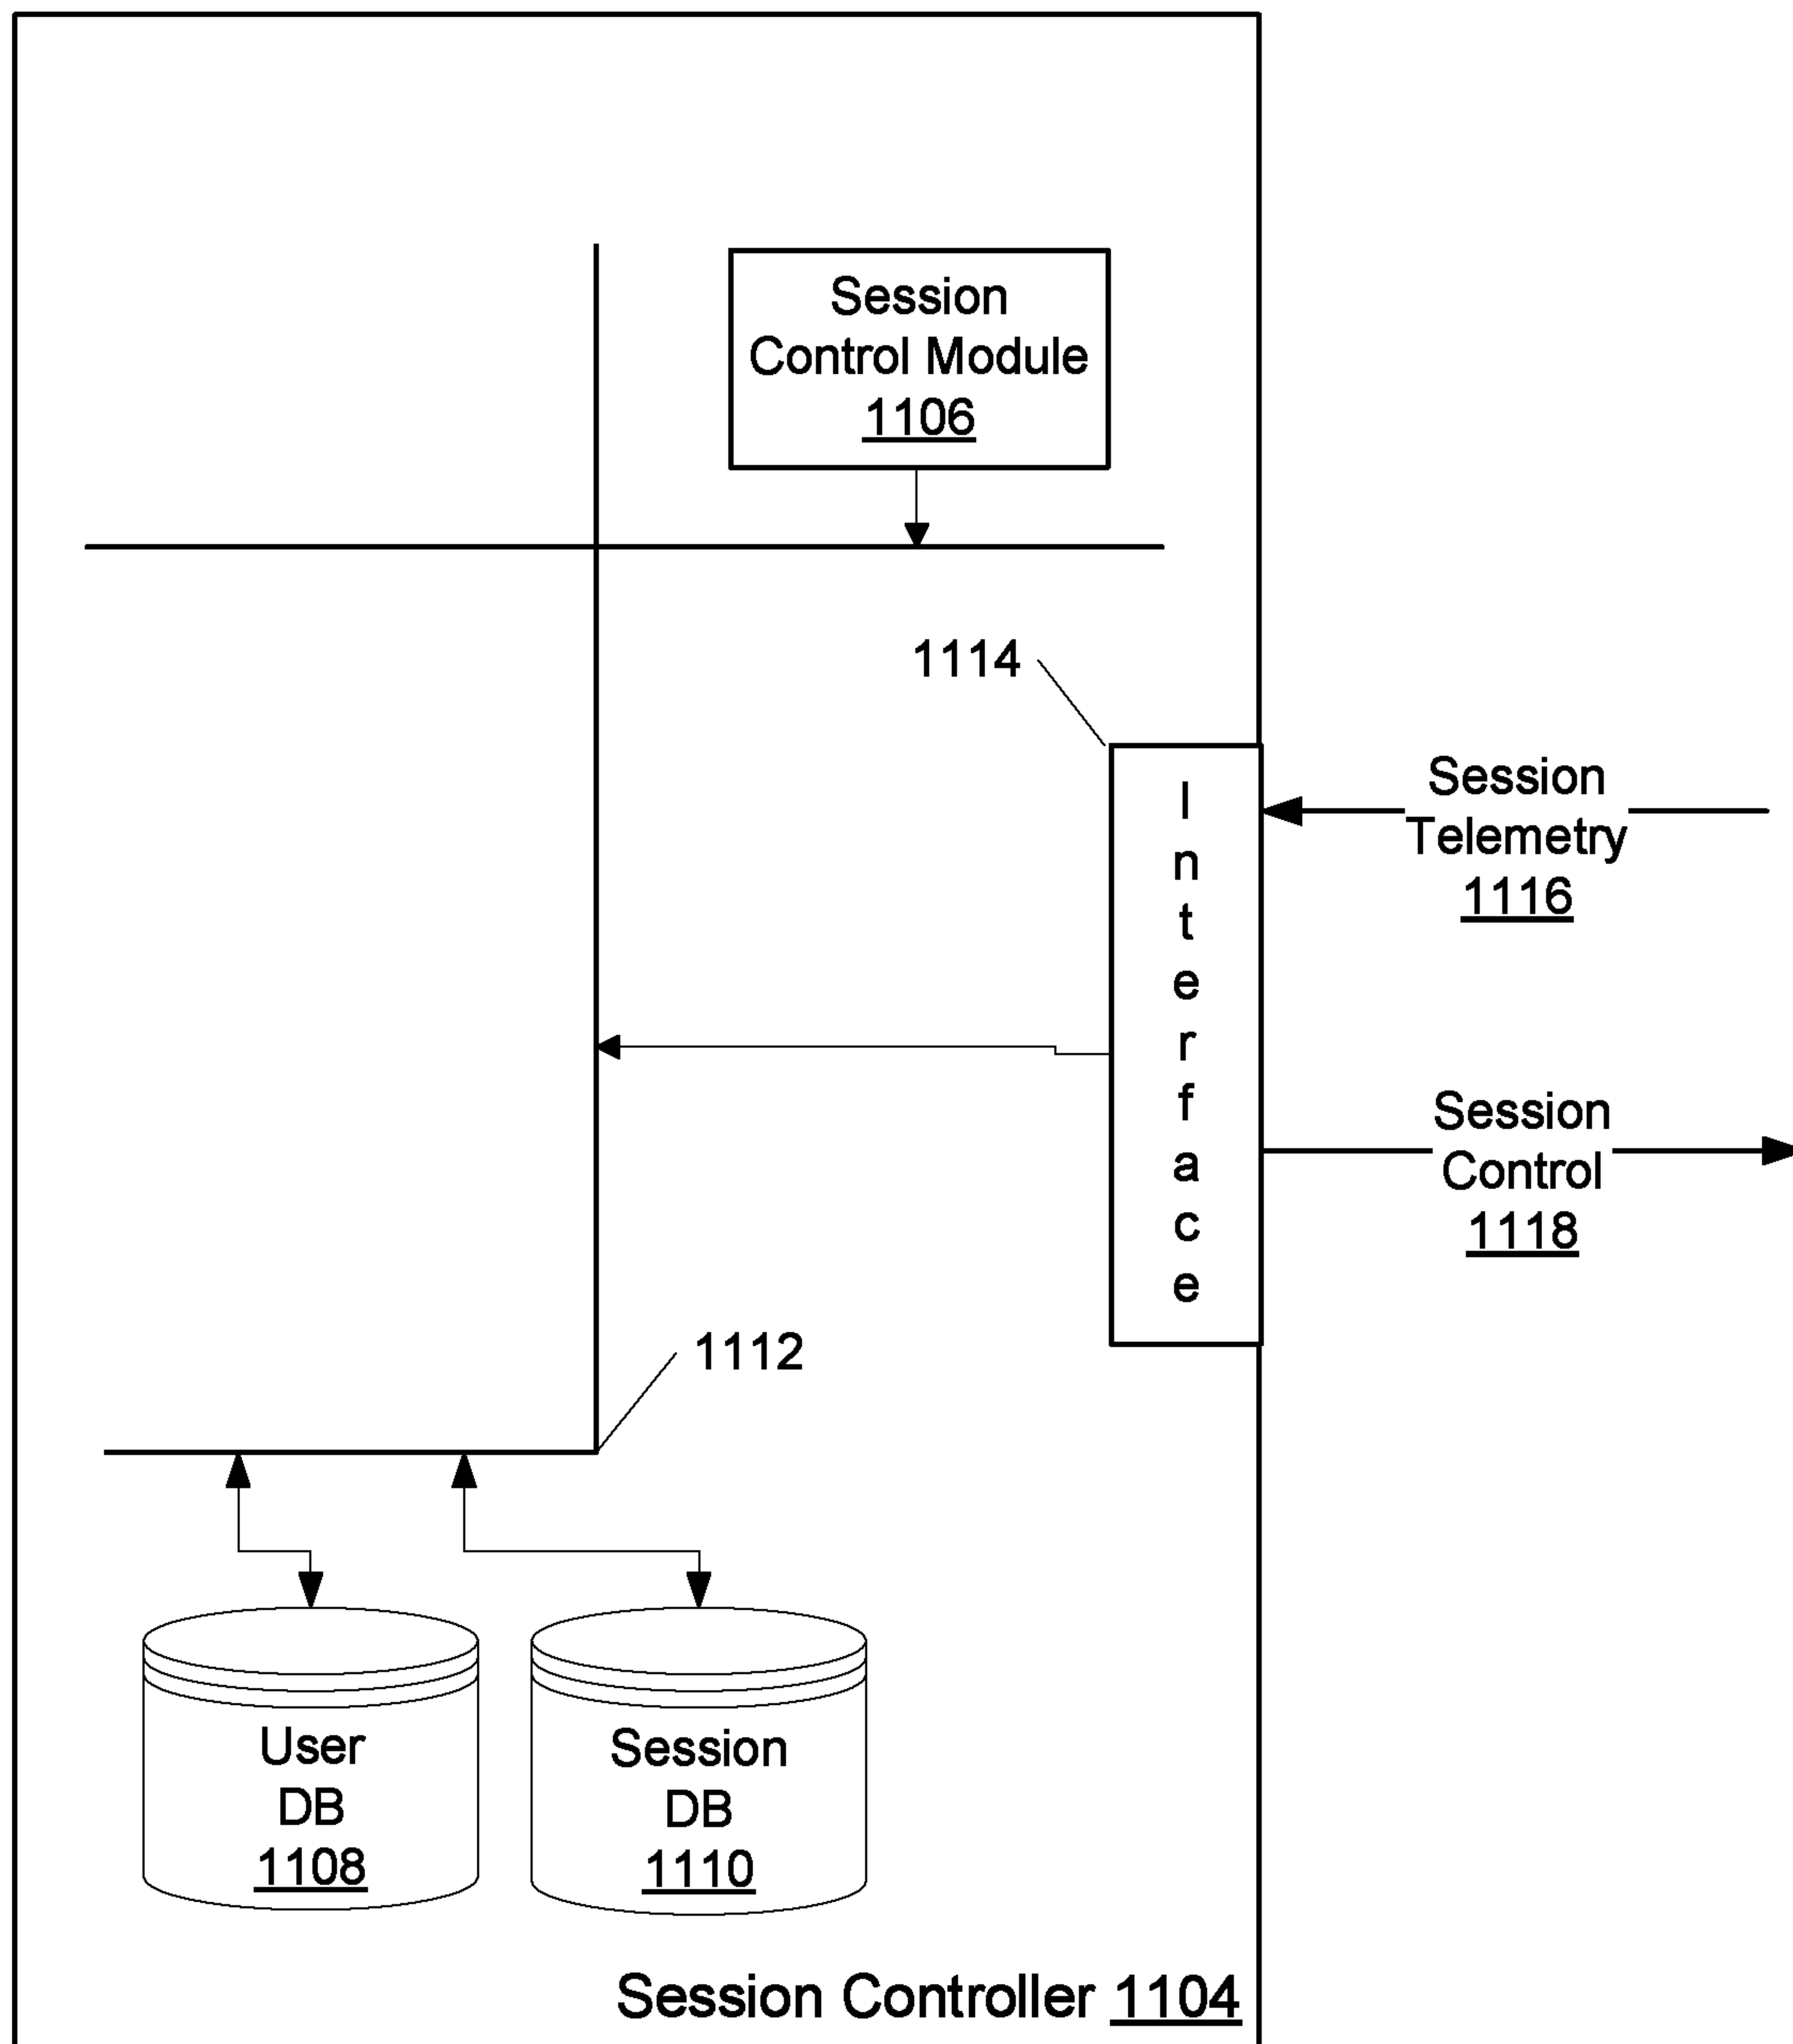 Session
Control Module
1106
1114
Interface
Session
Telemetry
1116
Session
Control
1118
1112
User
DB
1108
Session
DB
1110
Session Controller 1104